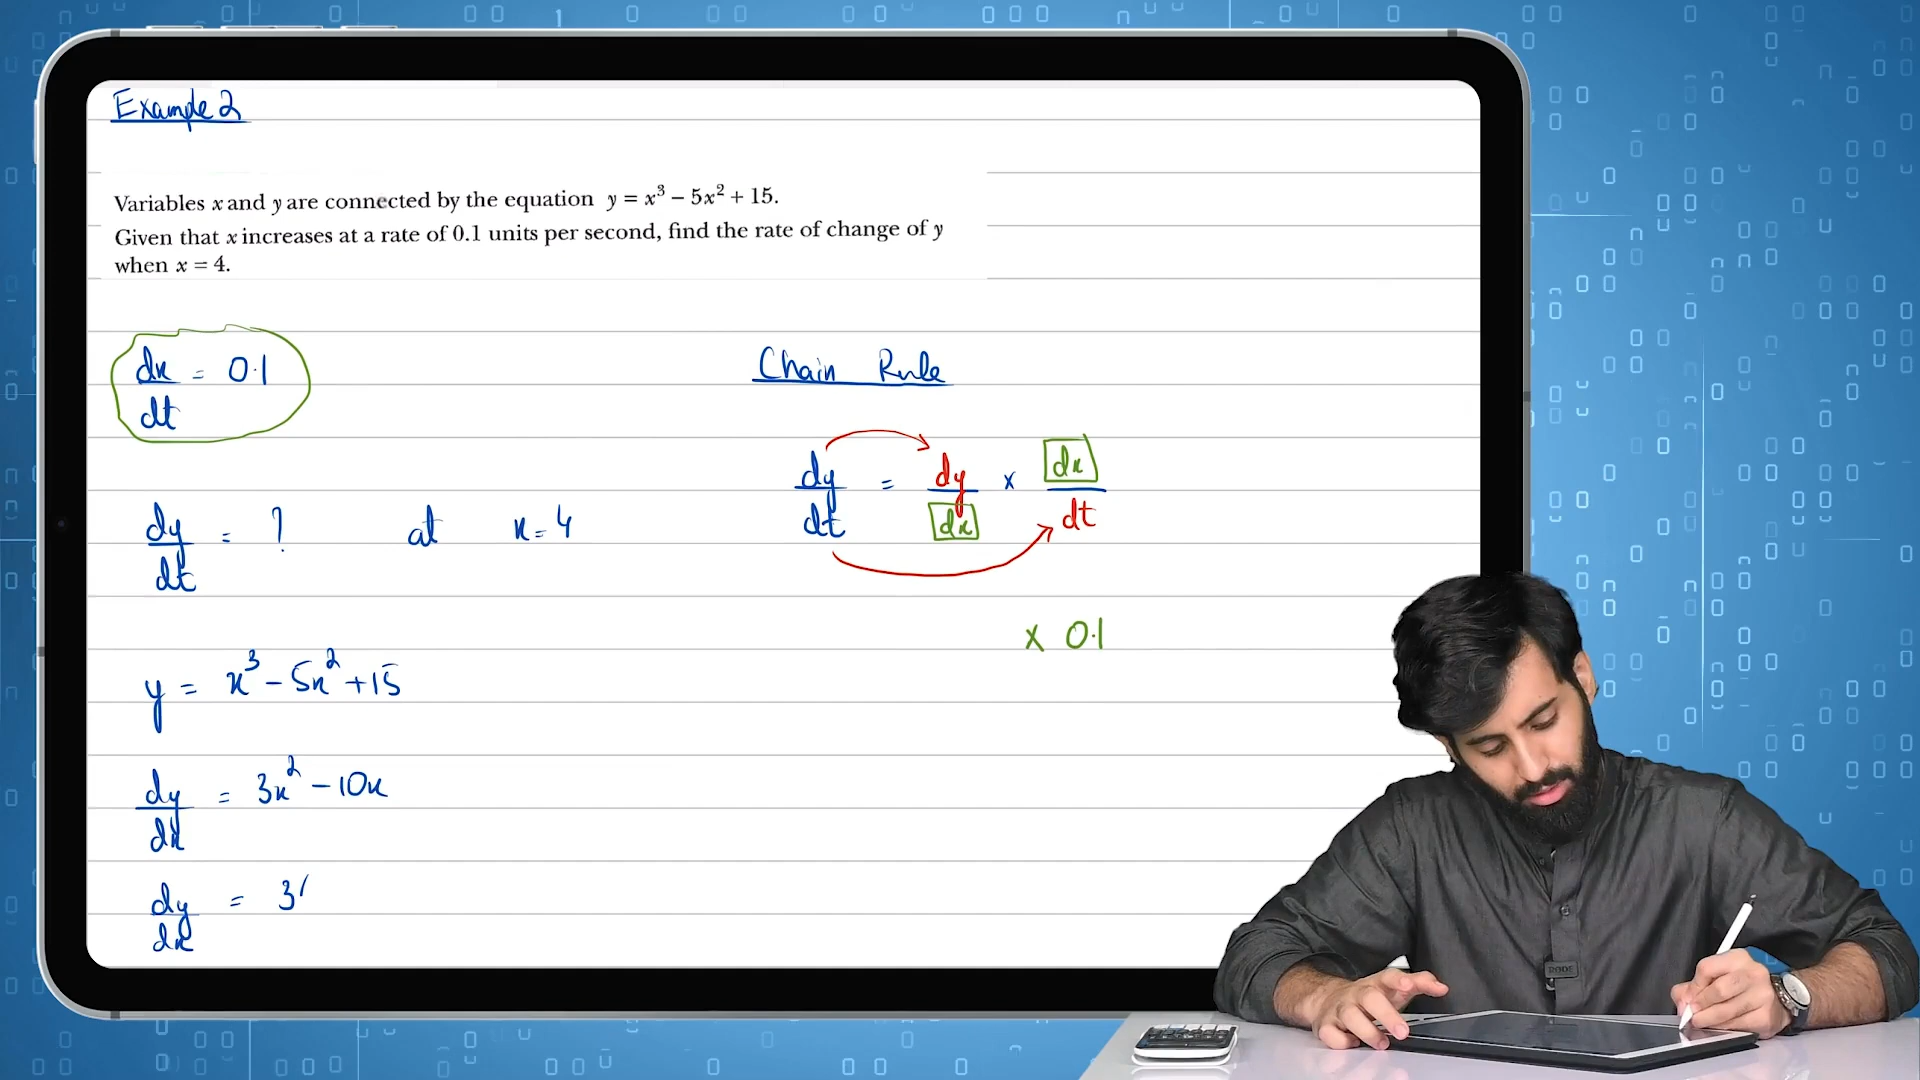 Example 2
Variables x and y are connected by the equation y = x³ − 5x² + 15.
Given that x increases at a rate of 0.1 units per second, find the rate of change of y
when x = 4.
dx/dt = 0.1
Chain Rule
dy/dt = dy/dx × dx/dt
dy/dt = ? at x = 4
× 0.1
y = x³ − 5x² + 15
dy/dx = 3x² − 10x
dy/dx = 3(
RODE